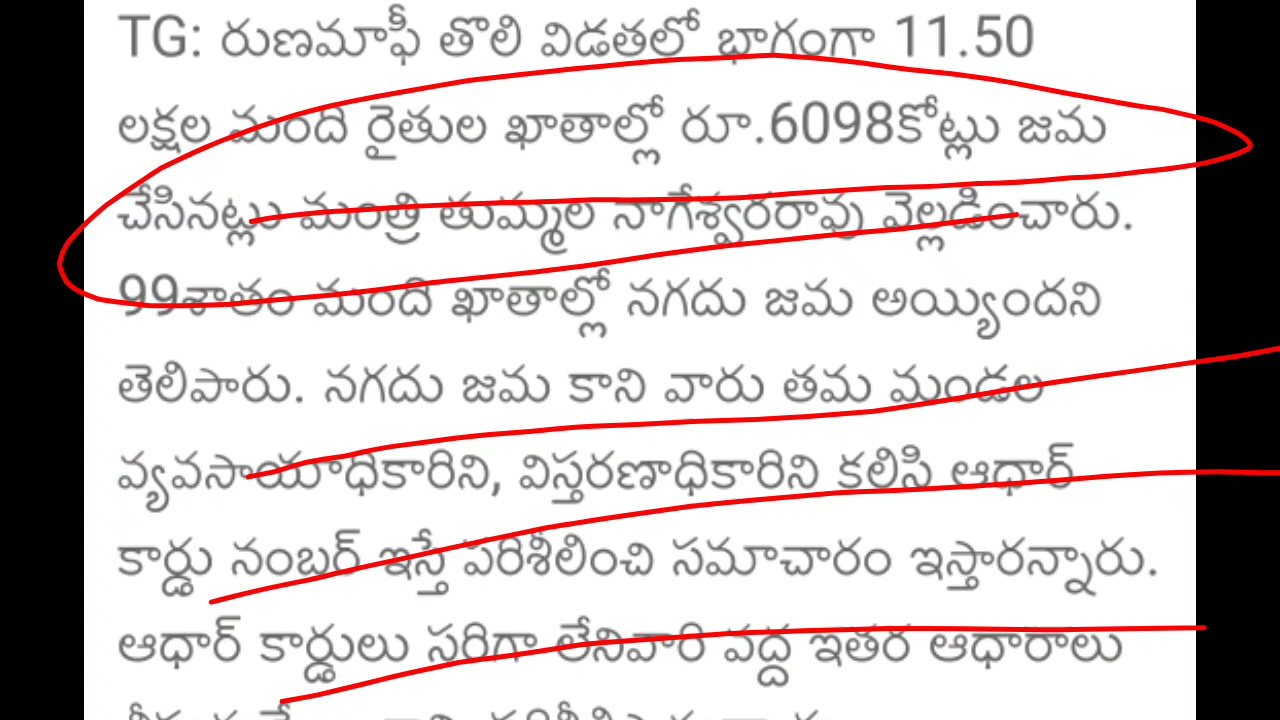 TG: రుణమాఫీ తొలి విడతలో భాగంగా 11.50
లక్షల మంది రైతుల ఖాతాల్లో రూ.6098కోట్లు జమ
చేసినట్లు మంత్రి తుమ్మల నాగేశ్వరరావు వెల్లడించారు.
99శాతం మంది ఖాతాల్లో నగదు జమ అయ్యిందని
తెలిపారు. నగదు జమ కాని వారు తమ మండల
వ్యవసాయాధికారిని, విస్తరణాధికారిని కలిసి ఆధార్
కార్డు నంబర్ ఇస్తే పరిశీలించి సమాచారం ఇస్తారన్నారు.
ఆధార్ కార్డులు సరిగా లేనివారి వద్ద ఇతర ఆధారాలు